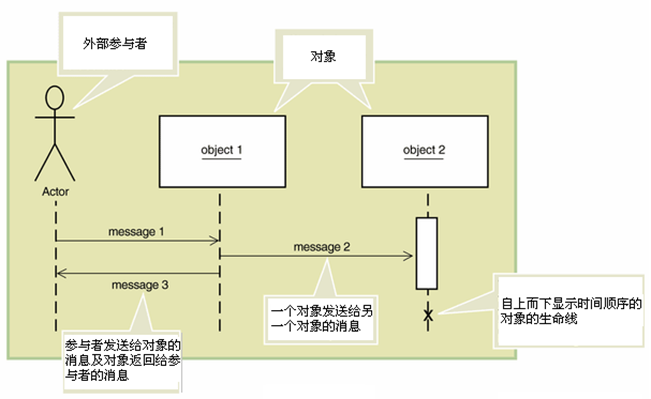 外部参与者
对象
object 1
object 2
Actor
message 1
message 2
message 3
一个对象发送给另
一个对象的消息
自上而下显示时间顺序的
对象的生命线
参与者发送给对象的
消息及对象返回给参
与者的消息